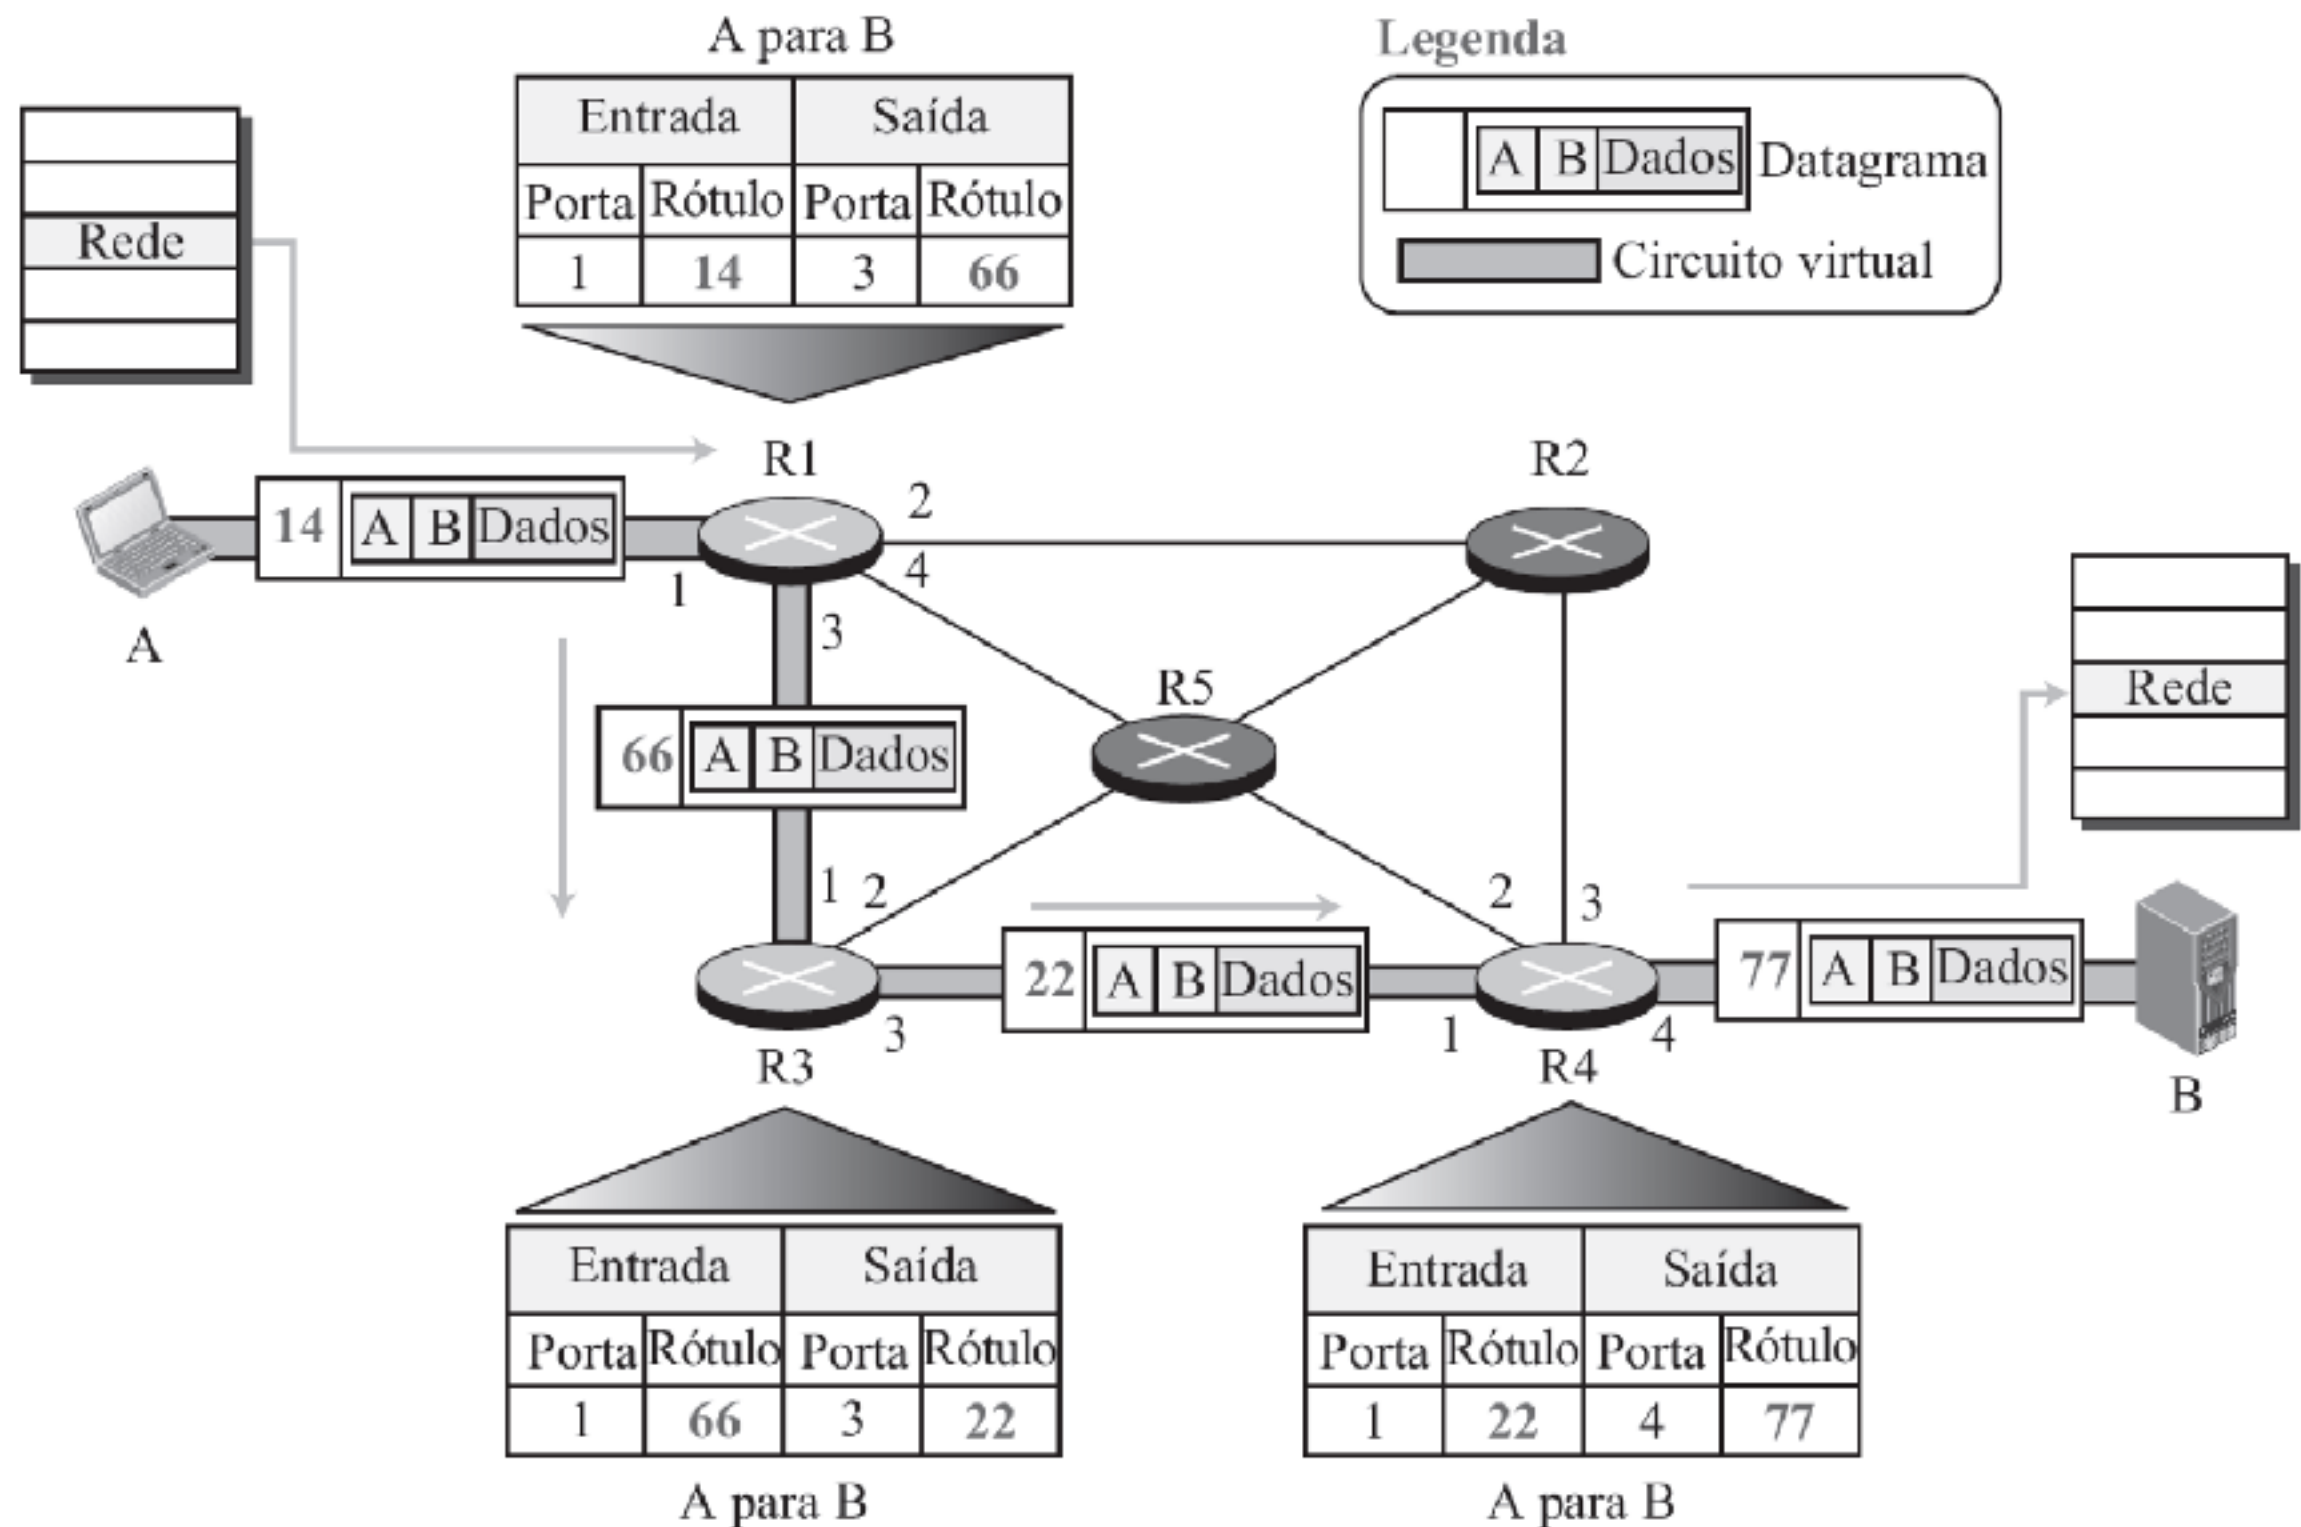 A para B
Legenda
Entrada Saída
Porta Rótulo Porta Rótulo
1 14 3 66
A B Dados Datagrama
Circuito virtual
Rede
R1
R2
14 A B Dados
1
2
4
3
A
R5
66 A B Dados
Rede
1 2
2
3
22 A B Dados
77 A B Dados
3
1
4
R3
R4
B
Entrada Saída
Porta Rótulo Porta Rótulo
1 66 3 22
A para B
Entrada Saída
Porta Rótulo Porta Rótulo
1 22 4 77
A para B